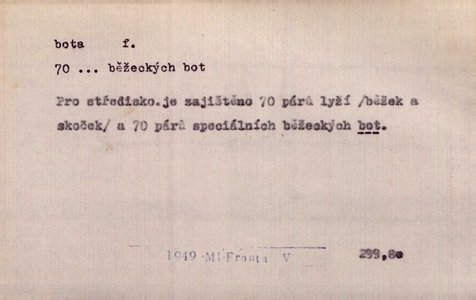 bota f.
70 ... běžeckých bot
Pro středisko.je zajištěno 70 párů lyží /běžek a
skoček/ a 70 párů speciálních běžeckých bot.
1949 Ml Fronta V 299,8e